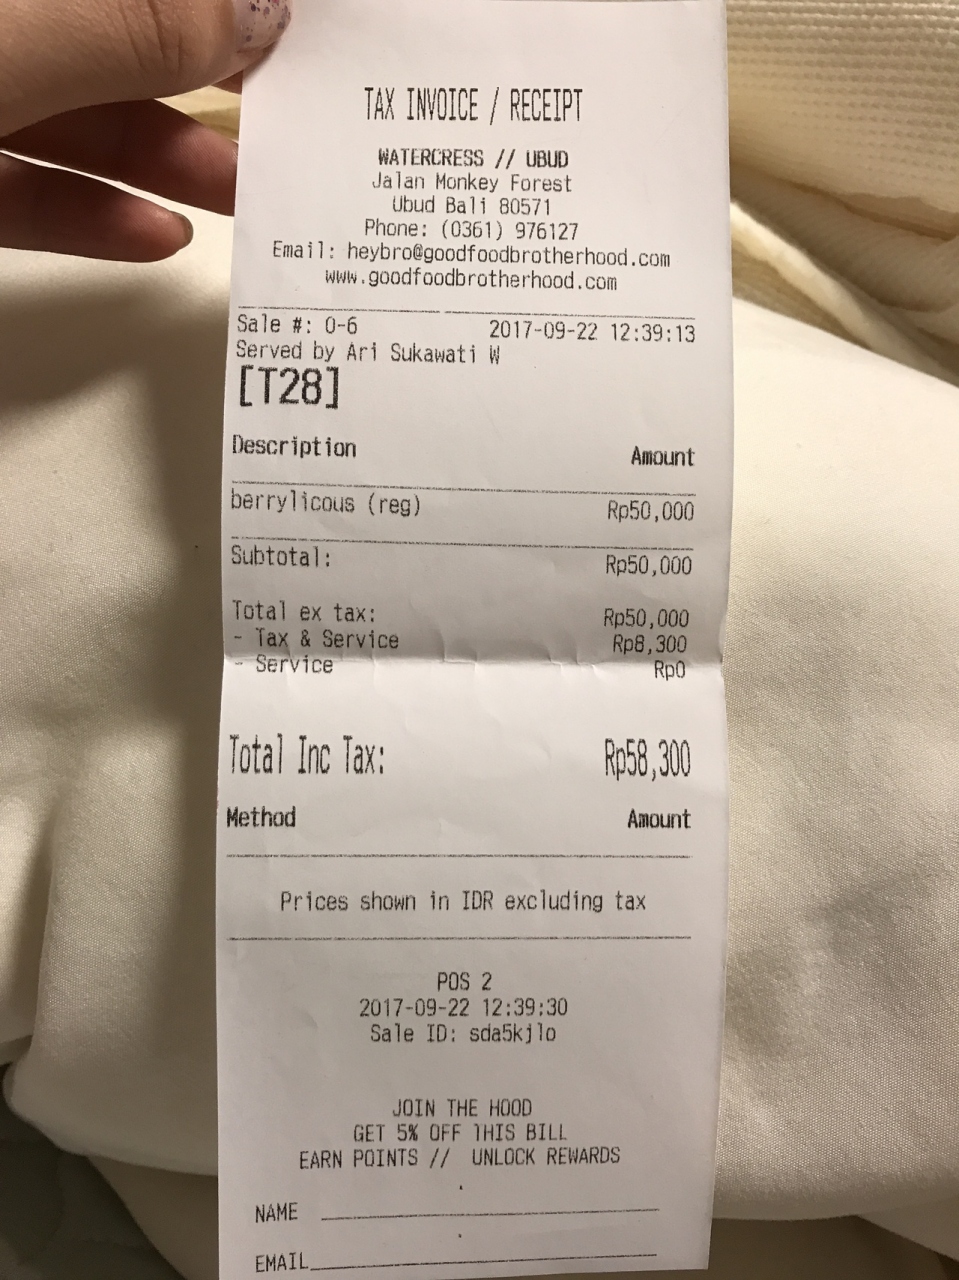 TAX INVOICE / RECEIPT
WATERCRESS // UBUD
Jalan Monkey Forest
Ubud Bali 80571
Phone: (0361) 976127
Email: heybro@goodfoodbrotherhood.com
www.goodfoodbrotherhood.com
Sale #: 0-6 2017-09-22 12:39:13
Served by Ari Sukawati W
[T28]
Description Amount
berrylicous (reg) Rp50,000
Subtotal: Rp50,000
Total ex tax: Rp50,000
- Tax & Service Rp8,300
- Service Rp0
Total Inc Tax: Rp58,300
Method Amount
Prices shown in IDR excluding tax
POS 2
2017-09-22 12:39:30
Sale ID: sda5kjlo
JOIN THE HOOD
GET 5% OFF THIS BILL
EARN POINTS // UNLOCK REWARDS
NAME
EMAIL